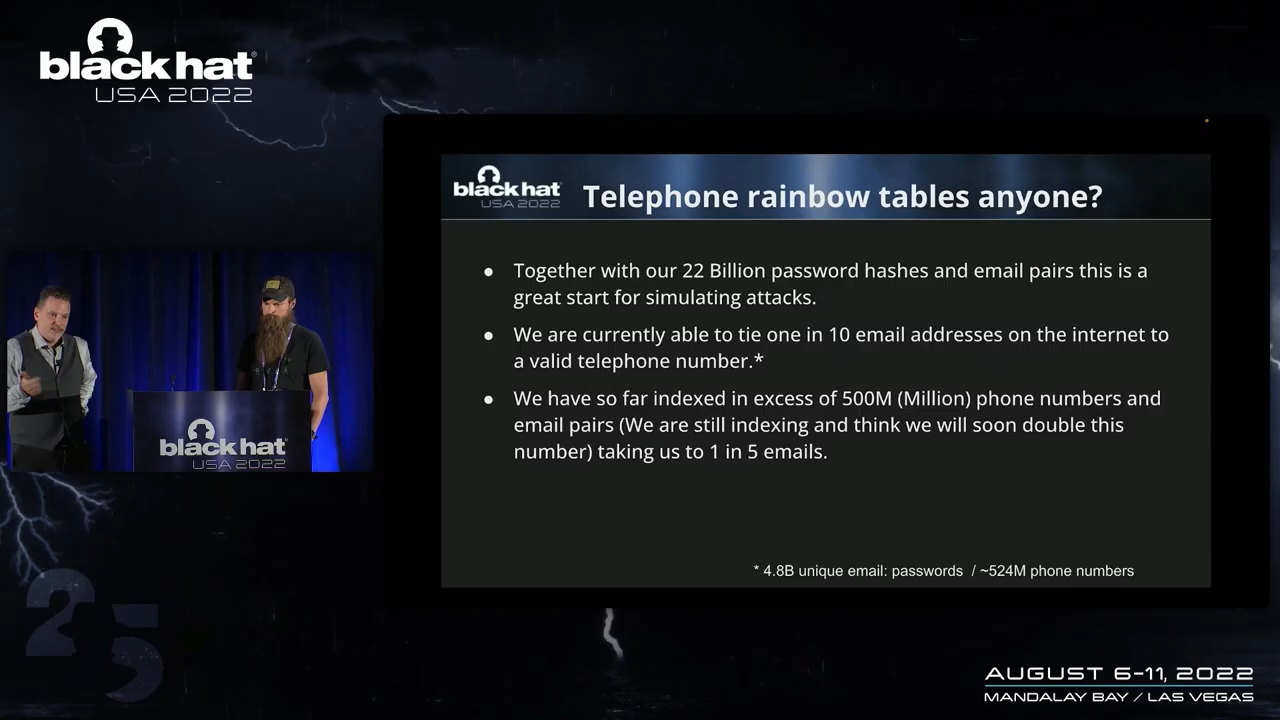 black hat®
USA 2022
black hat
USA 2022
Telephone rainbow tables anyone?
● Together with our 22 Billion password hashes and email pairs this is a
great start for simulating attacks.
● We are currently able to tie one in 10 email addresses on the internet to
a valid telephone number.*
● We have so far indexed in excess of 500M (Million) phone numbers and
email pairs (We are still indexing and think we will soon double this
number) taking us to 1 in 5 emails.
* 4.8B unique email: passwords / ~524M phone numbers
black hat
USA 2022
25
AUGUST 6-11, 2022
MANDALAY BAY / LAS VEGAS